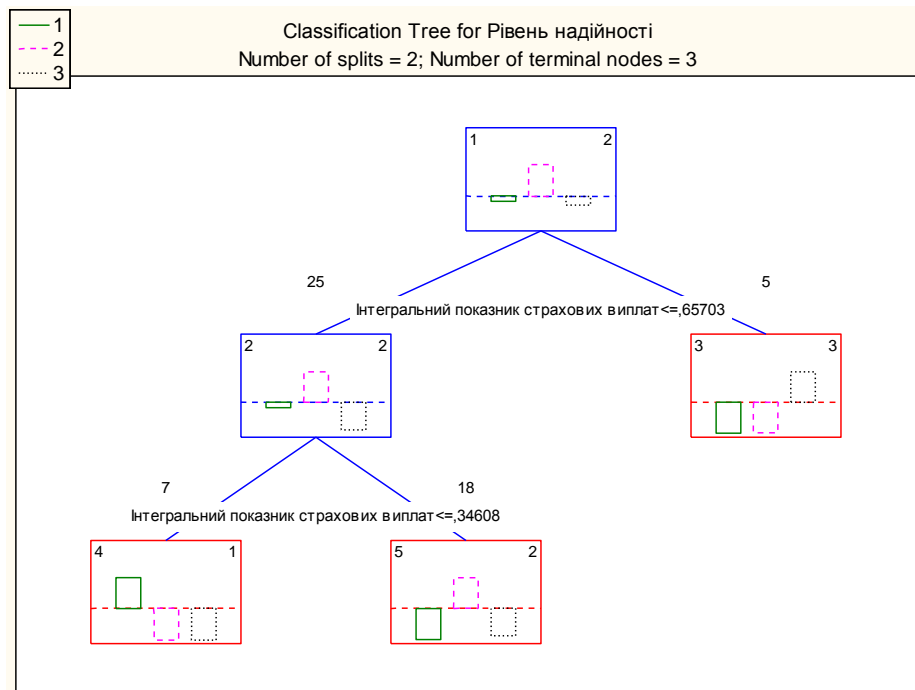 1
2
3
Classification Tree for Рівень надійності
Number of splits = 2; Number of terminal nodes = 3
1 2
25 5
Інтегральний показник страхових виплат<=,65703
2 2
3 3
7 18
Інтегральний показник страхових виплат<=,34608
4 1
5 2